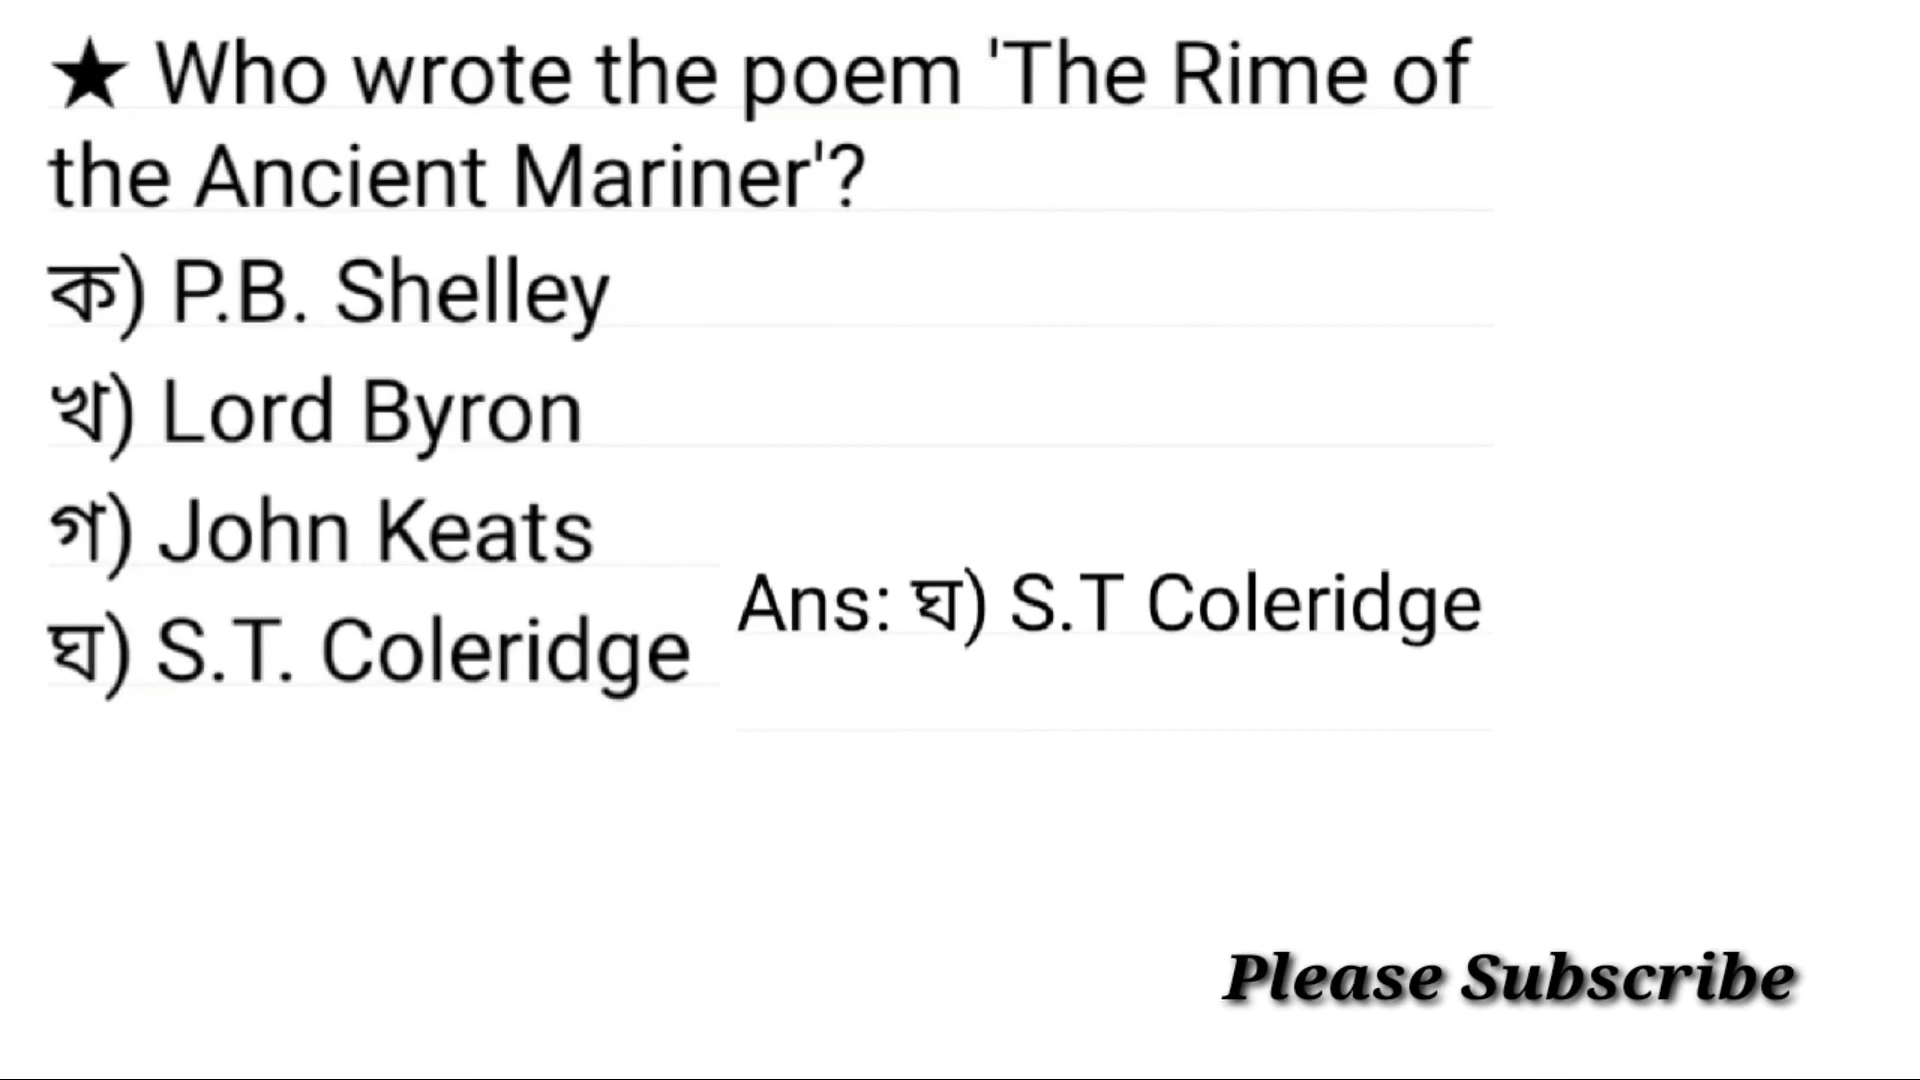 ★ Who wrote the poem 'The Rime of
the Ancient Mariner'?
ক) P.B. Shelley
খ) Lord Byron
গ) John Keats
ঘ) S.T. Coleridge
Ans: ঘ) S.T Coleridge
Please Subscribe